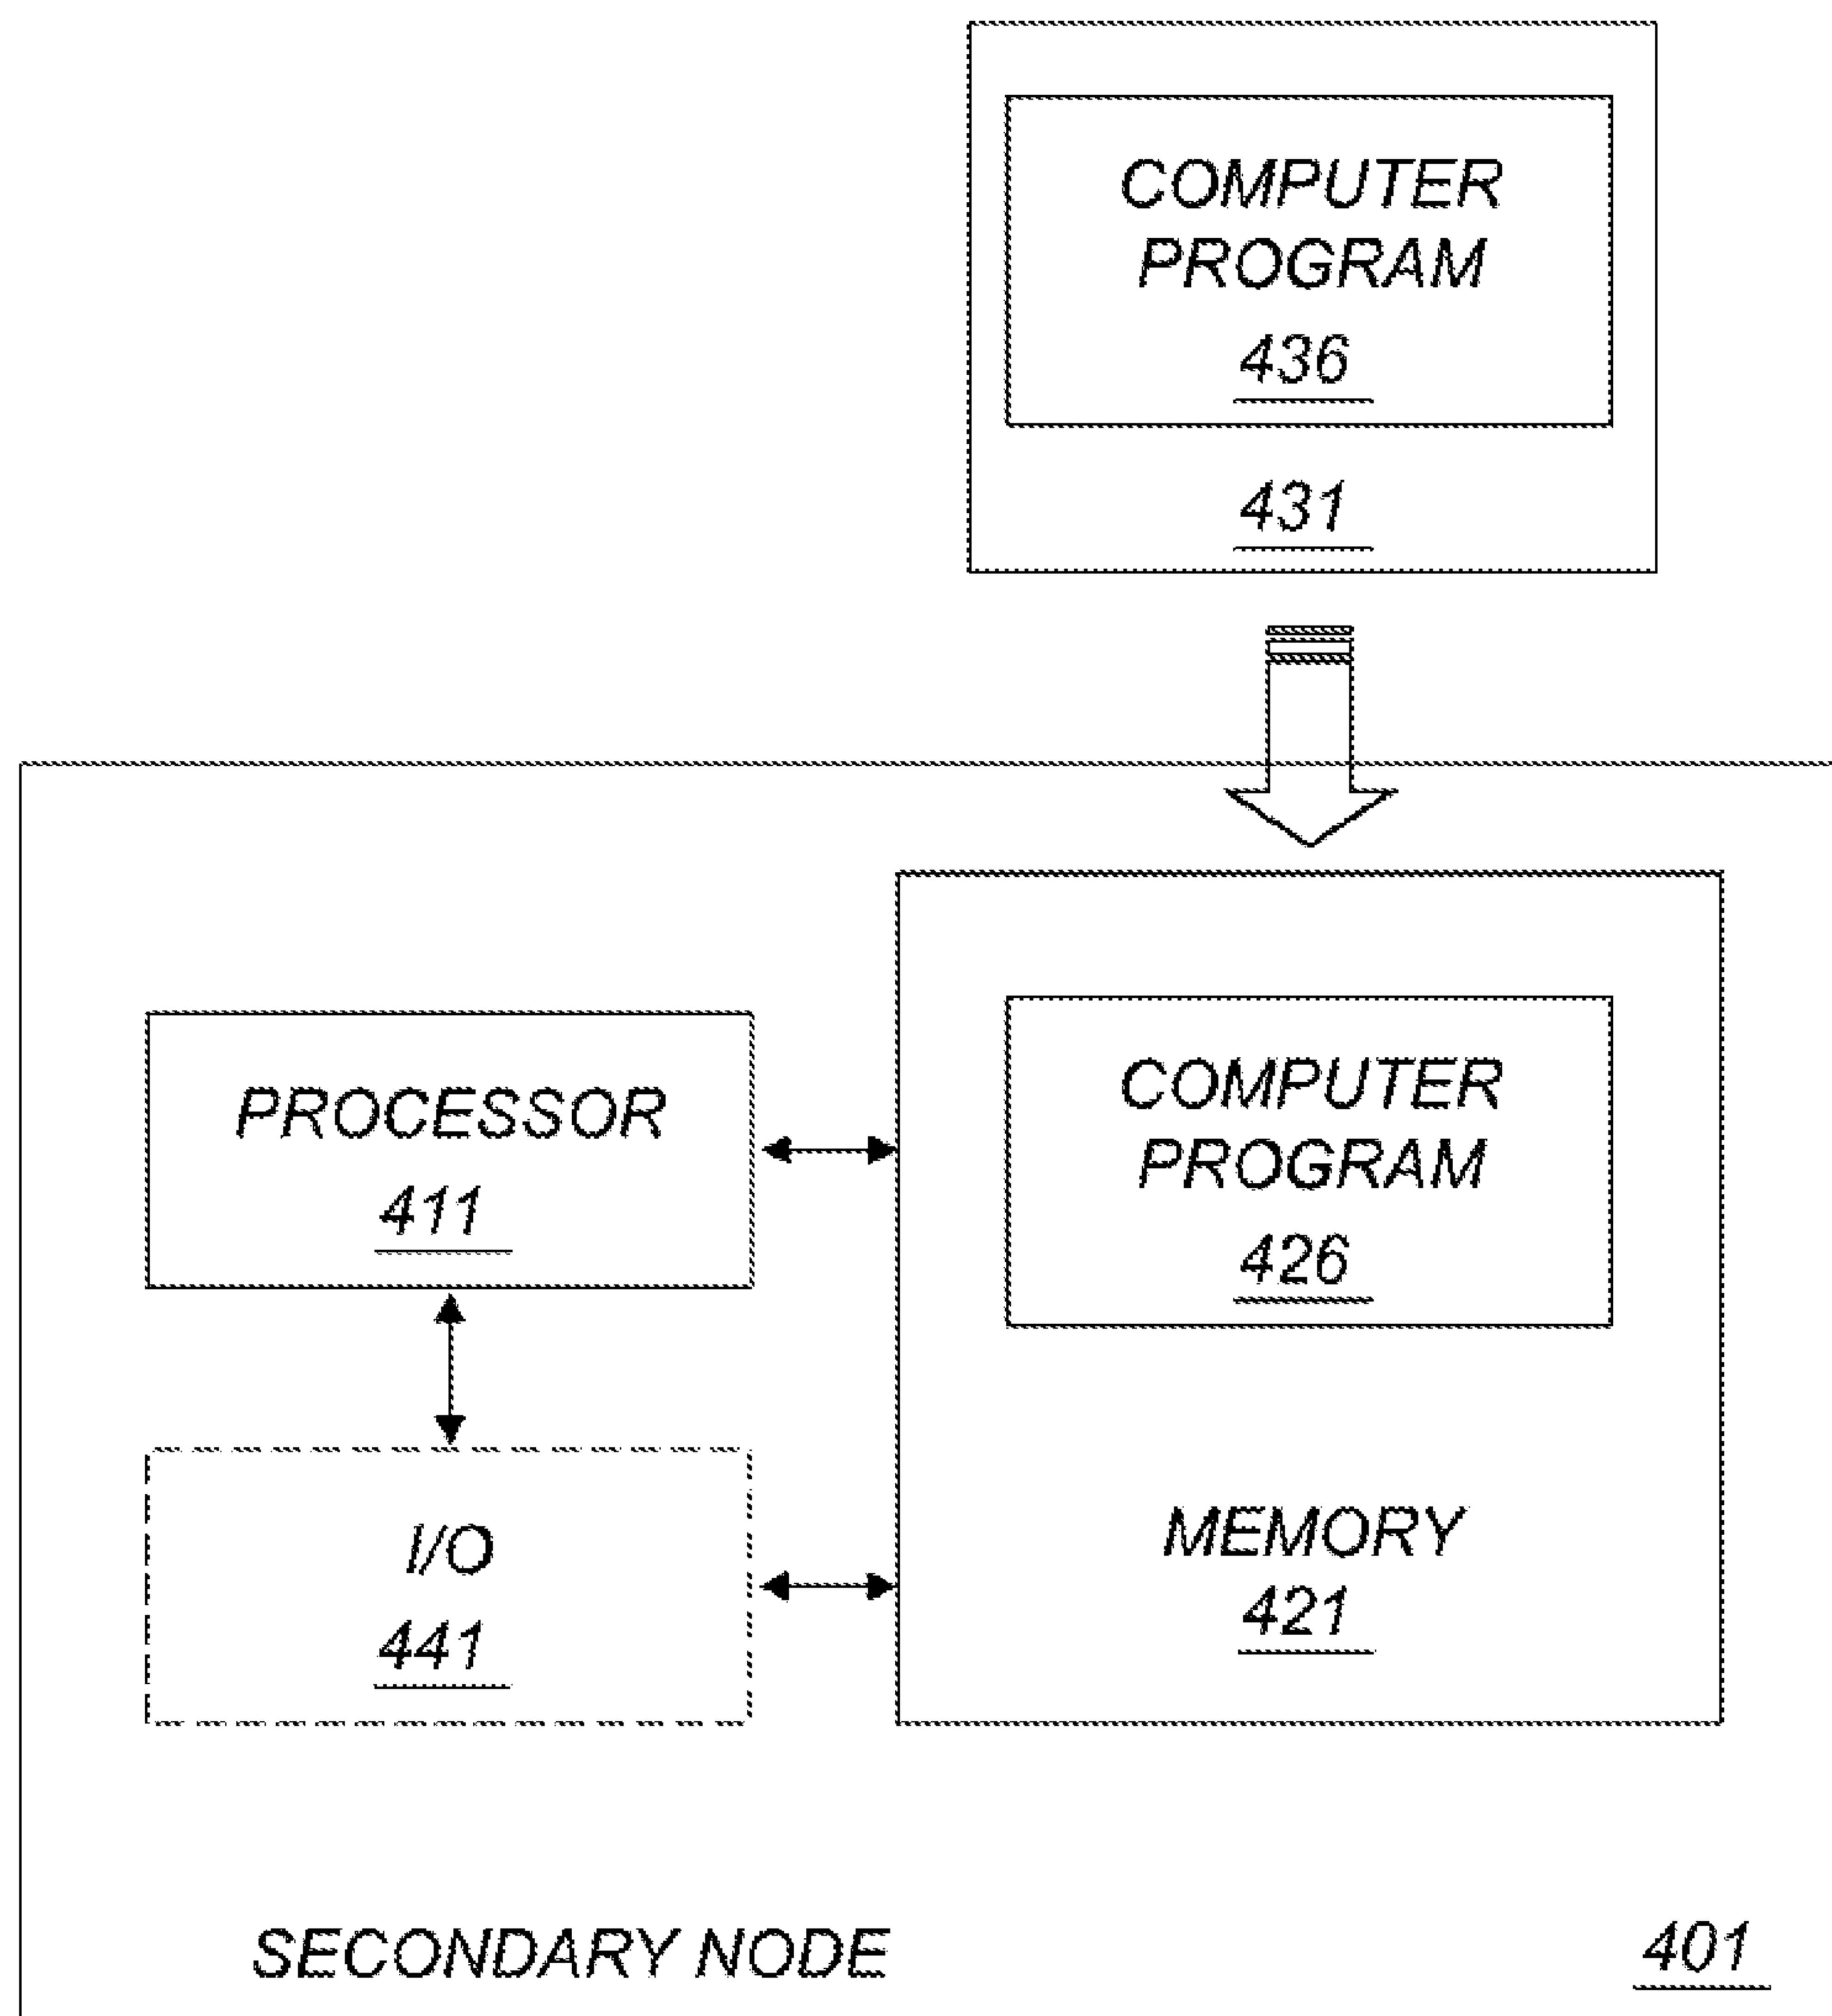 COMPUTER
PROGRAM
436
431
PROCESSOR
411
COMPUTER
PROGRAM
426
I/O
441
MEMORY
421
SECONDARY NODE
401